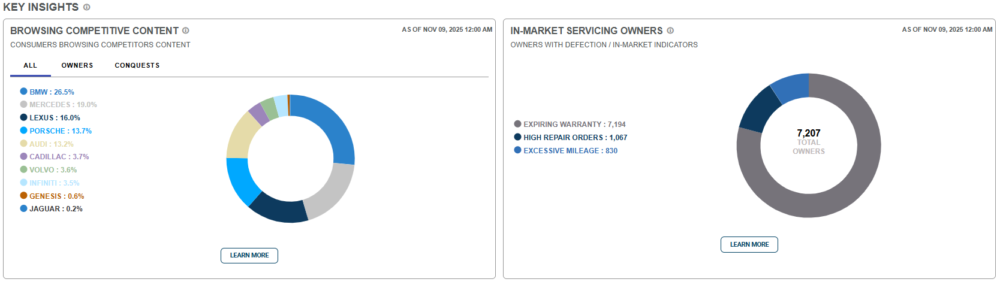 KEY INSIGHTS
BROWSING COMPETITIVE CONTENT
AS OF NOV 09, 2025 12:00 AM
CONSUMERS BROWSING COMPETITORS CONTENT
ALL OWNERS CONQUESTS
BMW : 26.5%
MERCEDES : 19.0%
LEXUS : 16.0%
PORSCHE : 13.7%
AUDI : 13.2%
CADILLAC : 3.7%
VOLVO : 3.6%
INFINITI : 3.5%
GENESIS : 0.6%
JAGUAR : 0.2%
LEARN MORE
IN-MARKET SERVICING OWNERS
AS OF NOV 09, 2025 12:00 AM
OWNERS WITH DEFECTION / IN-MARKET INDICATORS
EXPIRING WARRANTY : 7,194
HIGH REPAIR ORDERS : 1,067
EXCESSIVE MILEAGE : 830
7,207
TOTAL
OWNERS
LEARN MORE